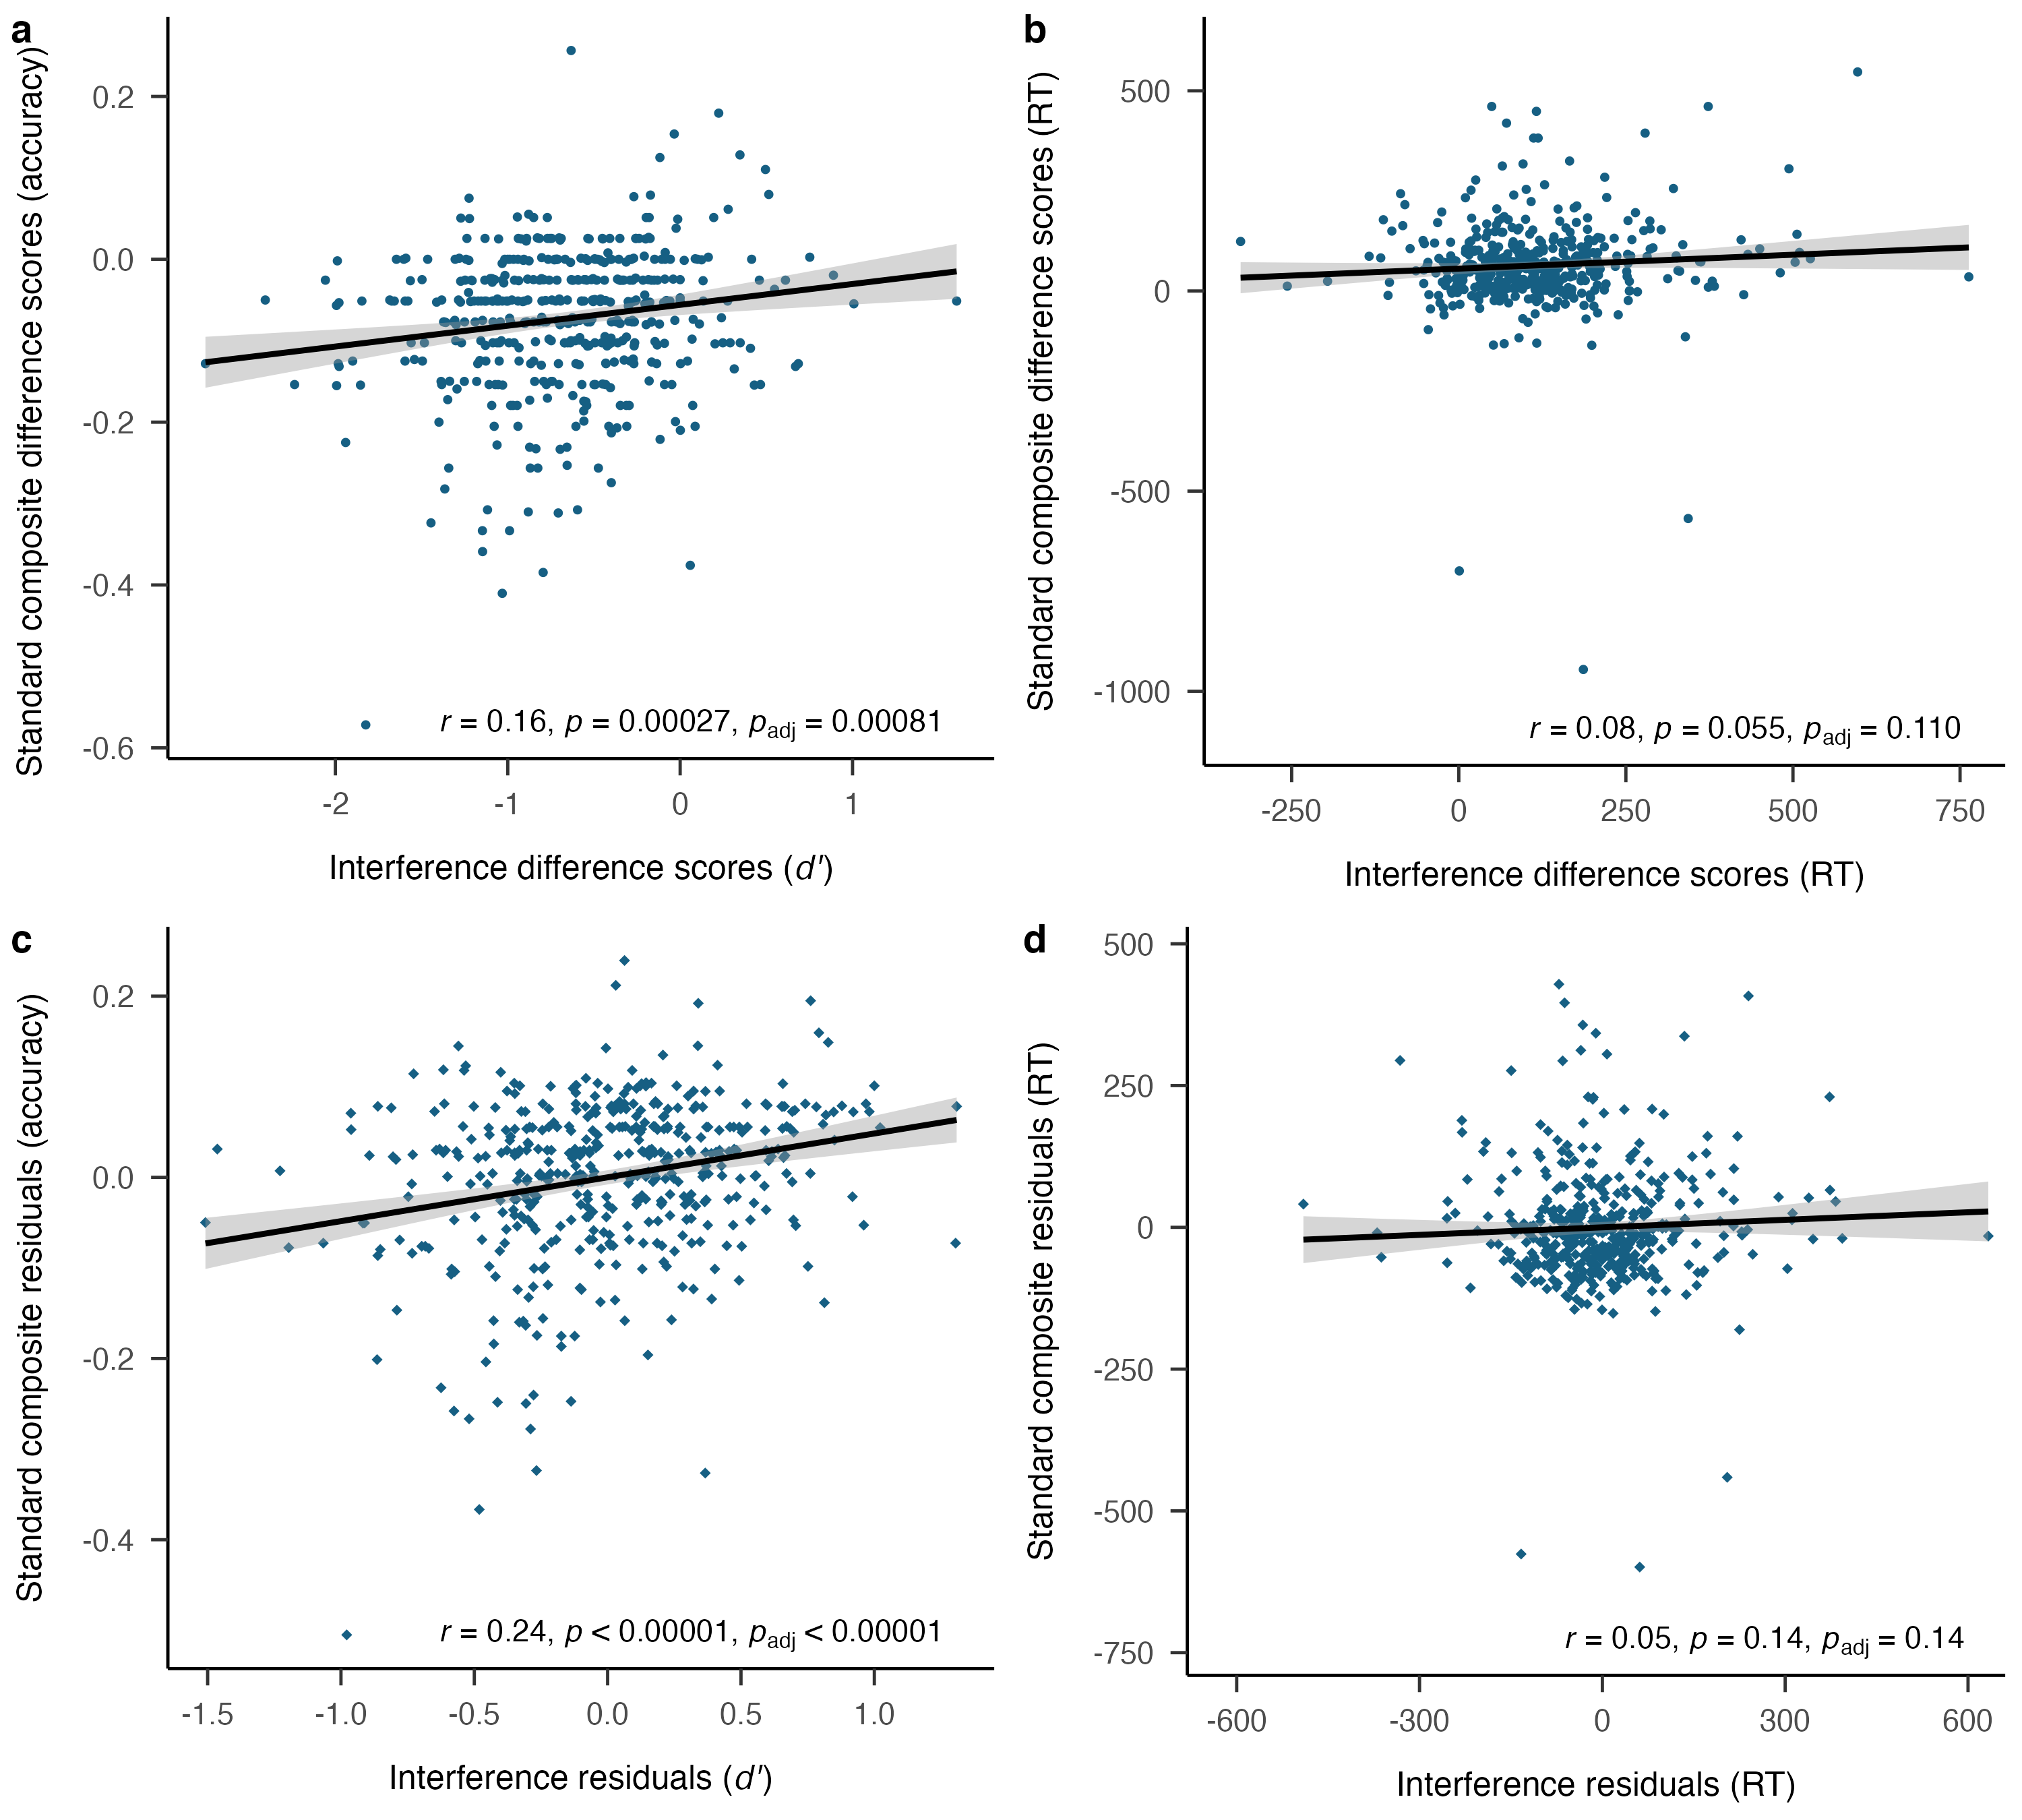 a
Standard composite difference scores (accuracy)
0.2
0.0
-0.2
-0.4
-0.6
r = 0.16, p = 0.00027, padj = 0.00081
-2 -1 0 1
Interference difference scores (d')
b
Standard composite difference scores (RT)
500
0
-500
-1000
r = 0.08, p = 0.055, padj = 0.110
-250 0 250 500 750
Interference difference scores (RT)
c
Standard composite residuals (accuracy)
0.2
0.0
-0.2
-0.4
r = 0.24, p < 0.00001, padj < 0.00001
-1.5 -1.0 -0.5 0.0 0.5 1.0
Interference residuals (d')
d
Standard composite residuals (RT)
500
250
0
-250
-500
-750
r = 0.05, p = 0.14, padj = 0.14
-600 -300 0 300 600
Interference residuals (RT)